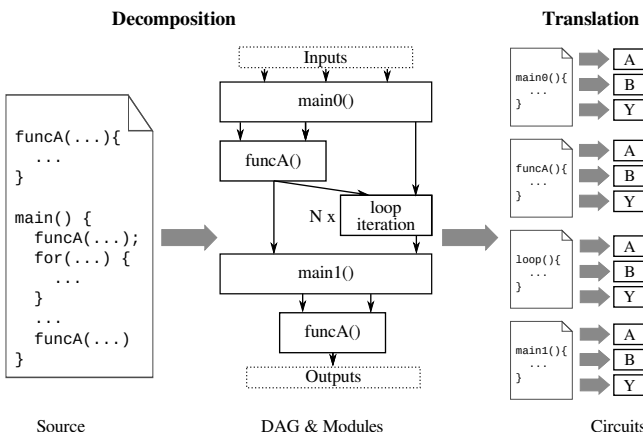 Decomposition
Translation
funcA(...){
...
}
main() {
funcA(...);
for(...) {
...
}
...
funcA(...)
}
Inputs
main0()
funcA()
N x
loop
iteration
main1()
funcA()
Outputs
main0(){
...
}
A
B
Y
funcA(){
...
}
A
B
Y
loop(){
...
}
A
B
Y
main1(){
...
}
A
B
Y
Source
DAG & Modules
Circuits